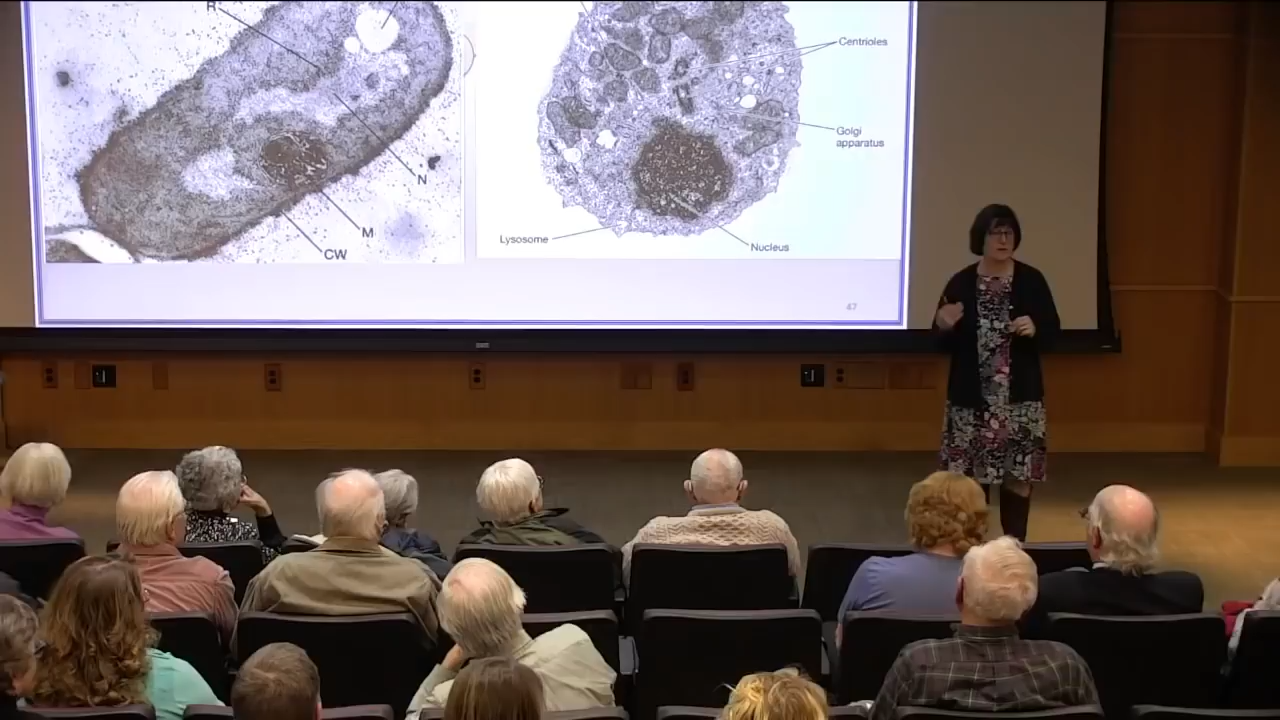 R
N
M
CW
Centrioles
Golgi
apparatus
Lysosome
Nucleus
47